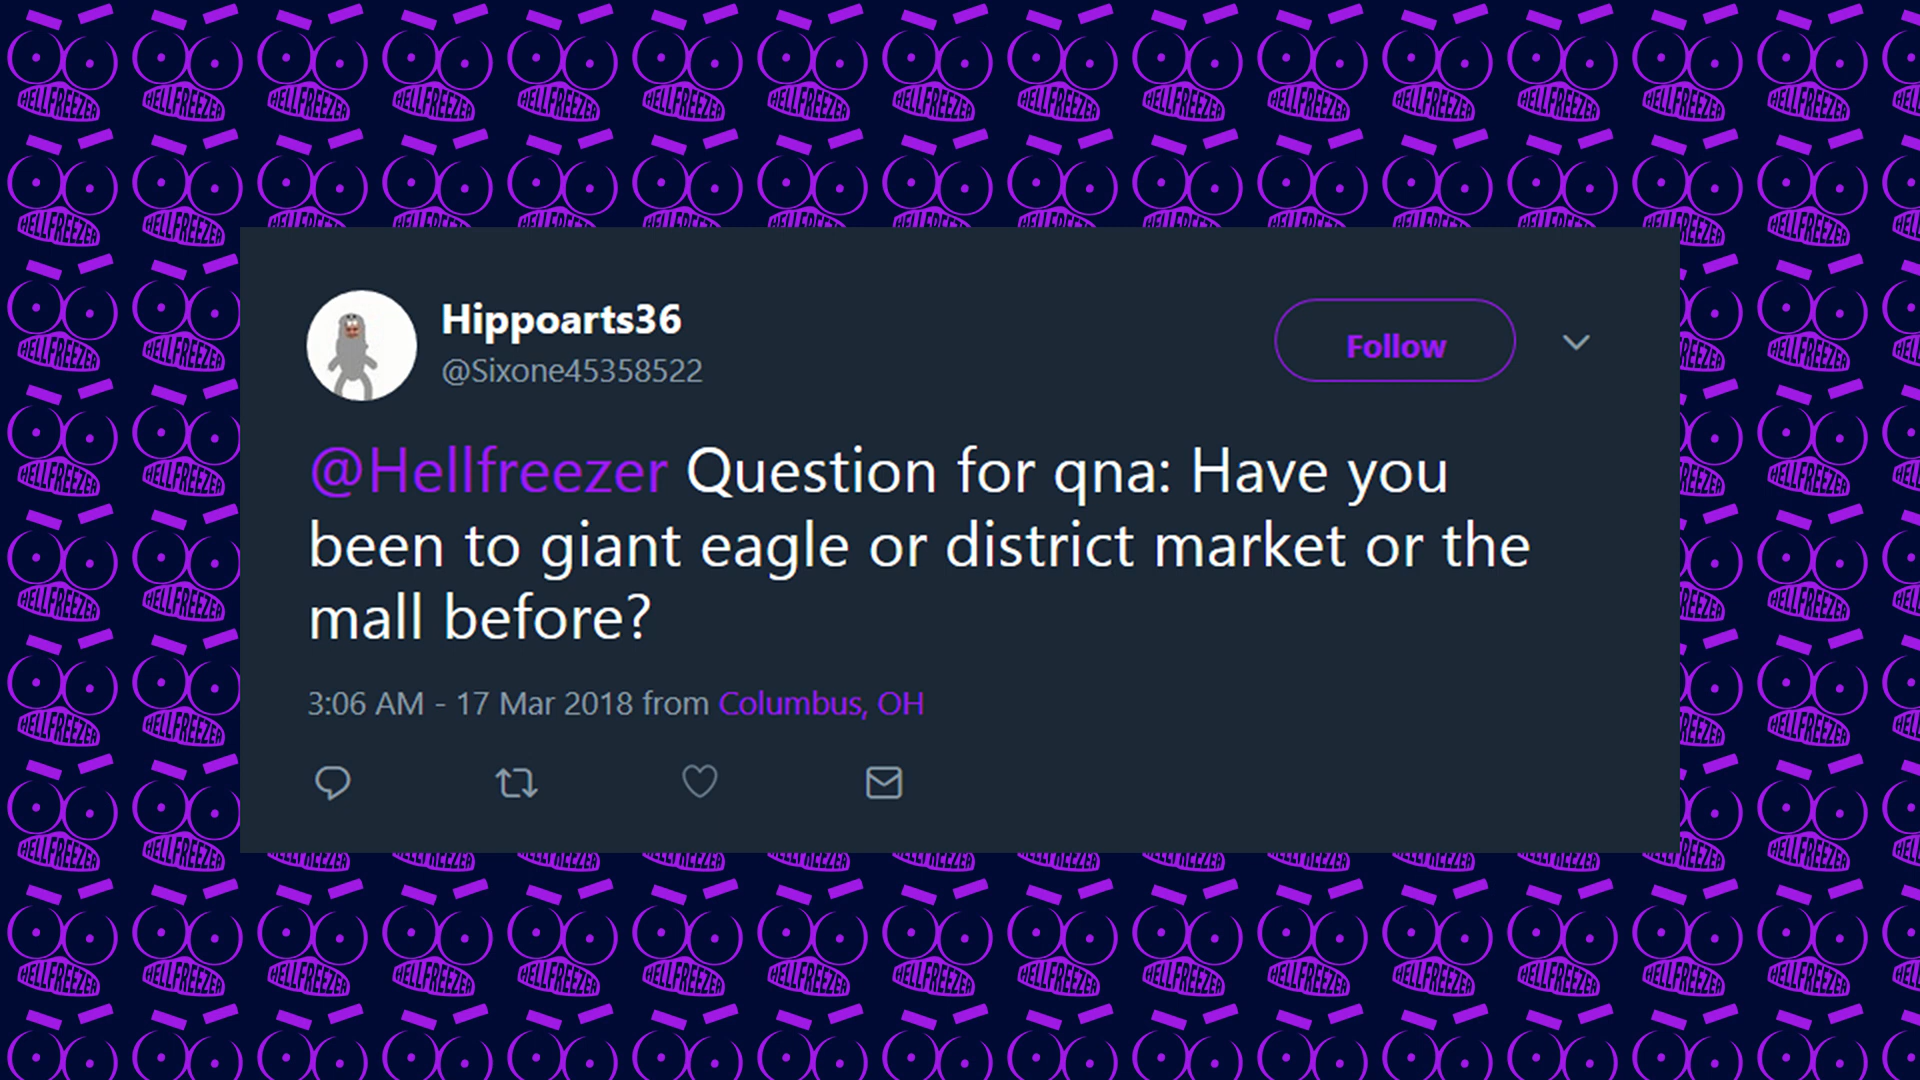 Hippoarts36
@Sixone45358522
Follow
@Hellfreezer Question for qna: Have you
been to giant eagle or district market or the
mall before?
3:06 AM - 17 Mar 2018 from Columbus, OH
HELLFREEZER